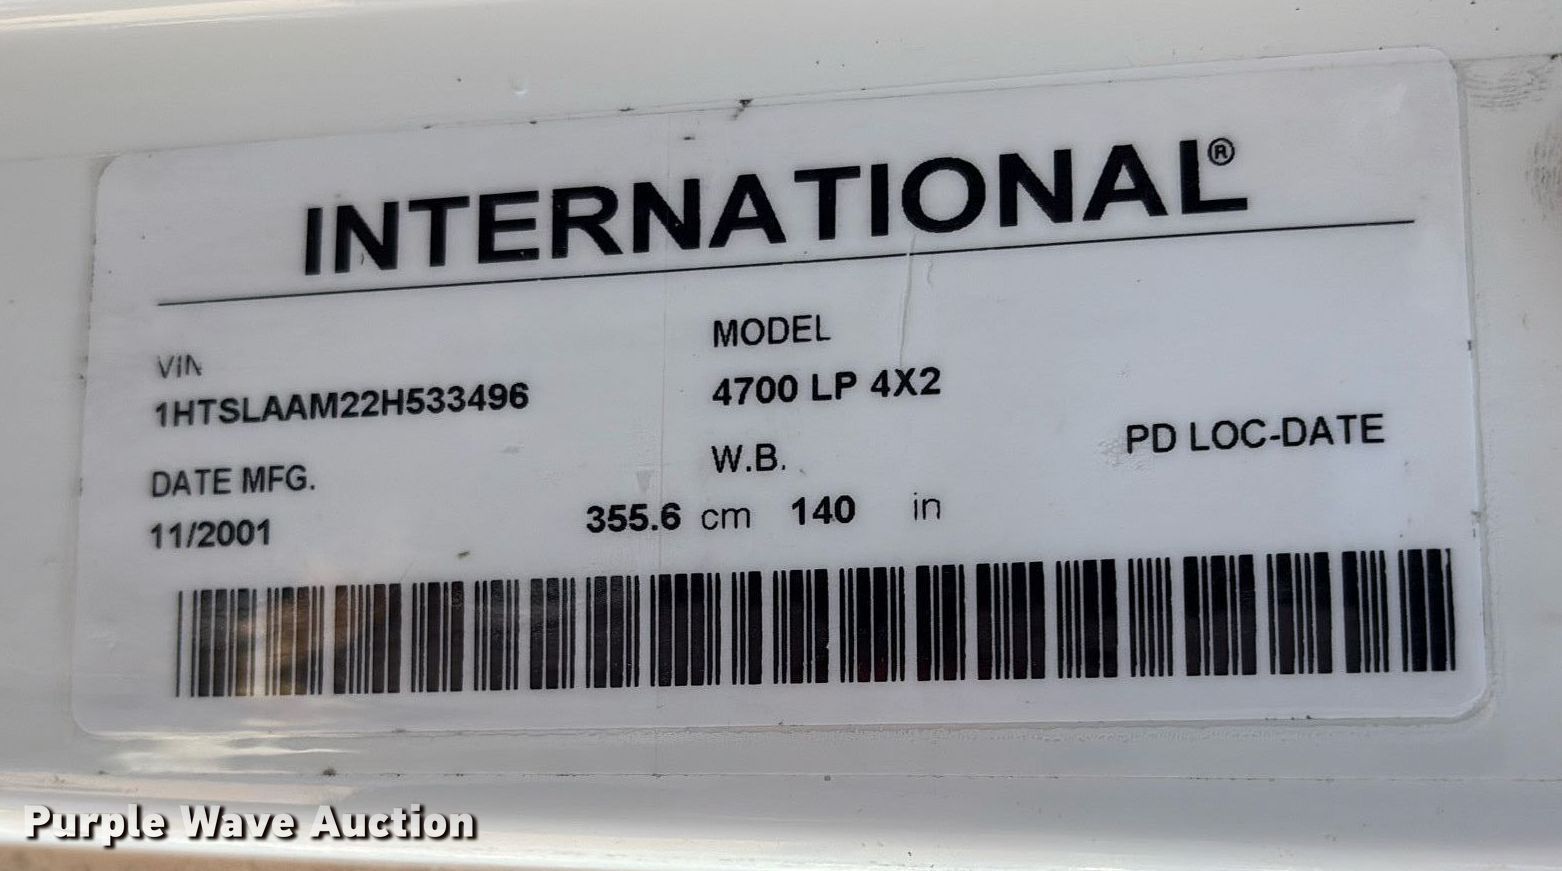 INTERNATIONAL®
VIN
1HTSLAAM22H533496
MODEL
4700 LP 4X2
DATE MFG.
11/2001
W.B.
355.6 cm 140 in
PD LOC-DATE
Purple Wave Auction